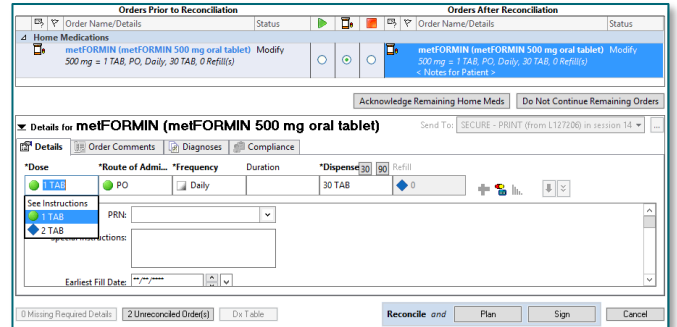 Orders Prior to Reconciliation Orders After Reconciliation
Order Name/Details Status Order Name/Details Status
Home Medications
metFORMIN (metFORMIN 500 mg oral tablet) Modify metFORMIN (metFORMIN 500 mg oral tablet) Modify
500 mg = 1 TAB, PO, Daily, 30 TAB, 0 Refill(s) 500 mg = 1 TAB, PO, Daily, 30 TAB, 0 Refill(s)
< Notes for Patient >
Acknowledge Remaining Home Meds Do Not Continue Remaining Orders
Details for metFORMIN (metFORMIN 500 mg oral tablet) Send To: SECURE - PRINT (from L127206) in session 14 ...
Details Order Comments Diagnoses Compliance
*Dose *Route of Admi... *Frequency Duration *Dispense 30 90 Refill
1 TAB PO Daily 30 TAB 0
See Instructions
1 TAB PRN:
2 TAB
Instructions:
Earliest Fill Date: **/**/****
0 Missing Required Details 2 Unreconciled Order(s) Dx Table Reconcile and Plan Sign Cancel